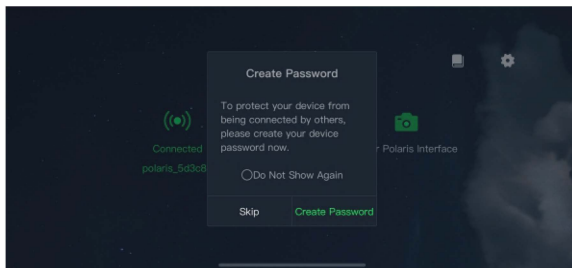 Create Password
To protect your device from
being connected by others,
please create your device
password now.
Do Not Show Again
Skip
Create Password
Connected
polaris_5d3c8
r Polaris Interface